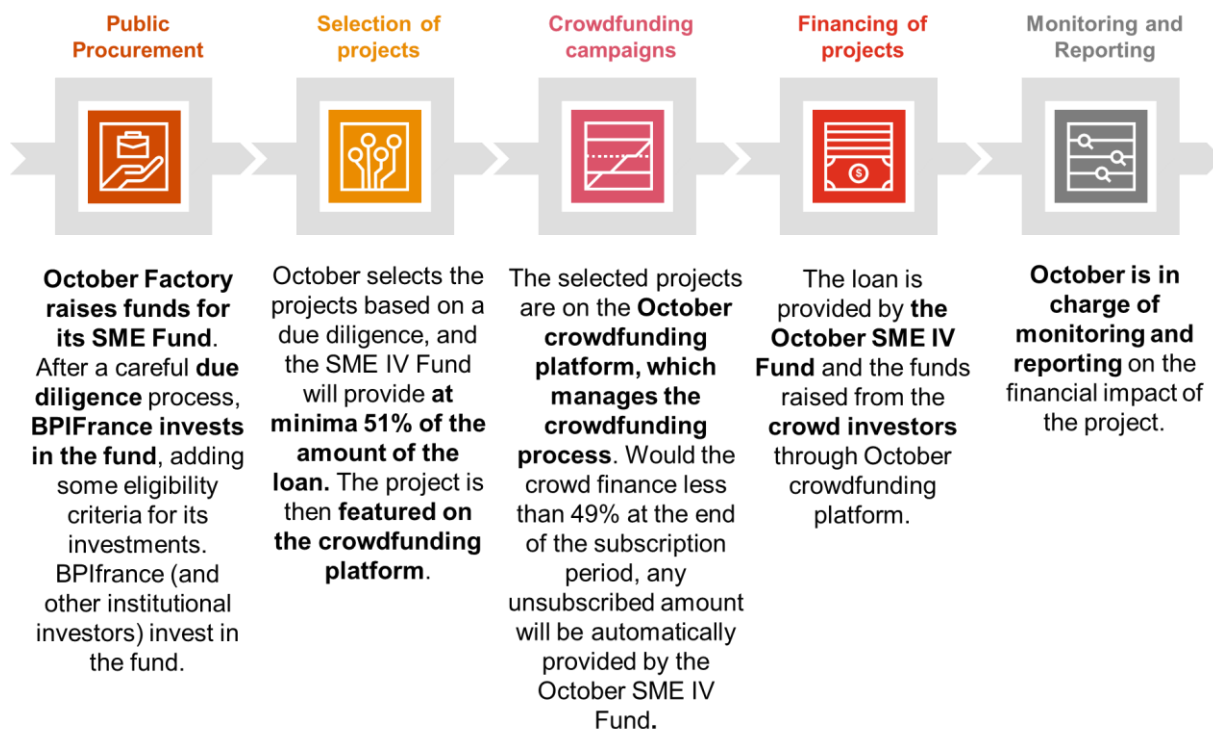 Public
Procurement
Selection of
projects
Crowdfunding
campaigns
Financing of
projects
Monitoring and
Reporting
$
October Factory
raises funds for
its SME Fund.
After a careful due
diligence process,
BPIFrance invests
in the fund, adding
some eligibility
criteria for its
investments.
BPIfrance (and
other institutional
investors) invest in
the fund.
October selects the
projects based on a
due diligence, and
the SME IV Fund
will provide at
minima 51% of the
amount of the
loan. The project is
then featured on
the crowdfunding
platform.
The selected projects
are on the October
crowdfunding
platform, which
manages the
crowdfunding
process. Would the
crowd finance less
than 49% at the end
of the subscription
period, any
unsubscribed amount
will be automatically
provided by the
October SME IV
Fund.
The loan is
provided by the
October SME IV
Fund and the funds
raised from the
crowd investors
through October
crowdfunding
platform.
October is in
charge of
monitoring and
reporting on the
financial impact of
the project.